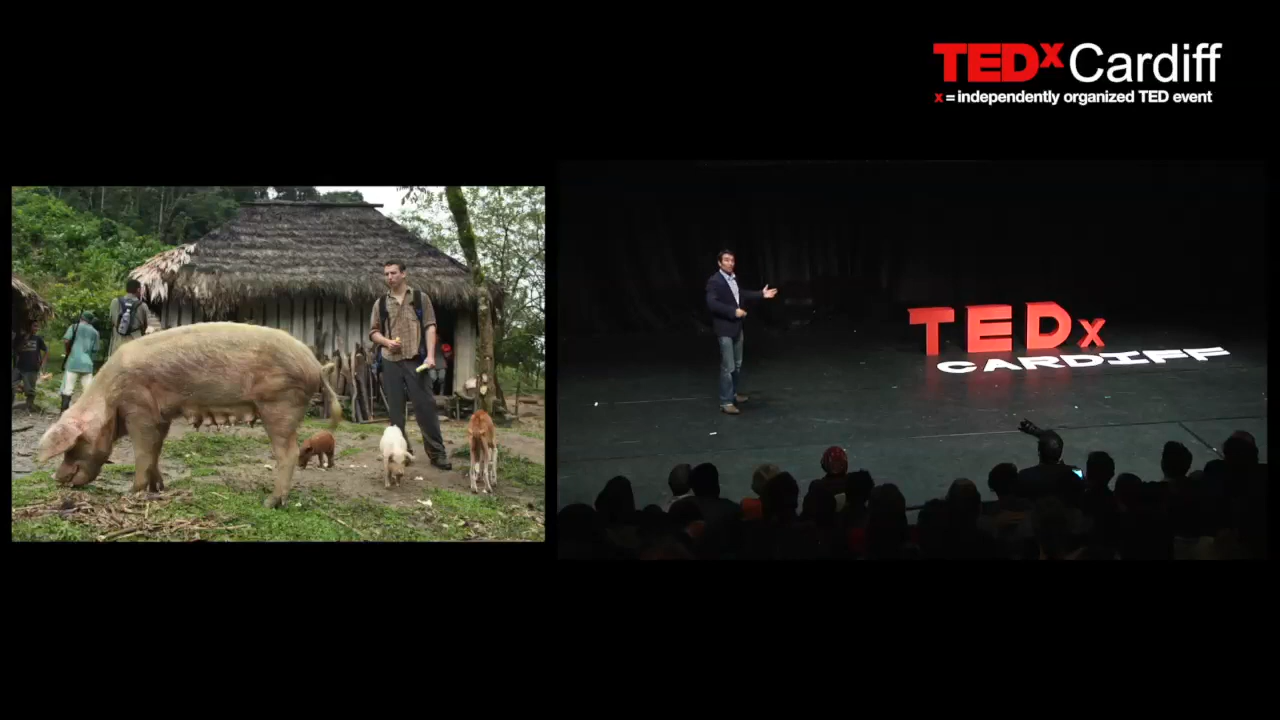 TEDxCardiff
x = independently organized TED event
TEDx
CARDIFF